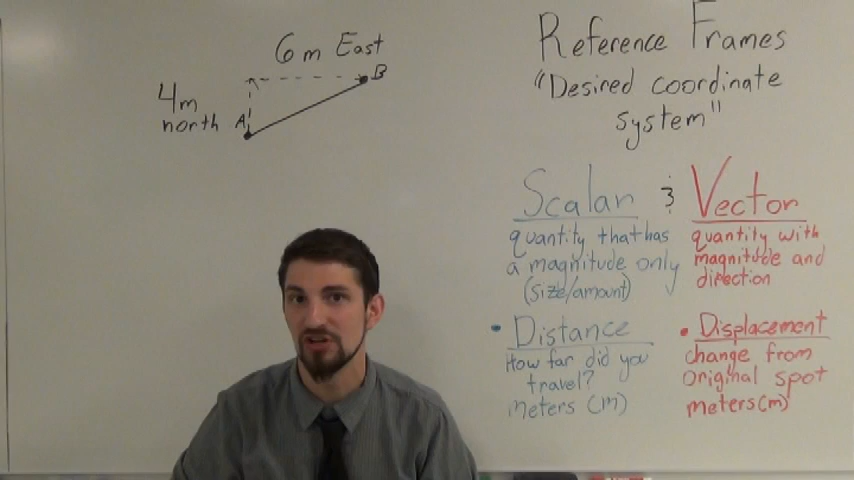 6m East
B
4m
north A
Reference Frames
"Desired coordinate
system"
Scalar & Vector
quantity that has
a magnitude only
(size/amount)
quantity with
magnitude and
direction
• Distance
How far did you
travel?
meters (m)
• Displacement
change from
original spot
meters(m)